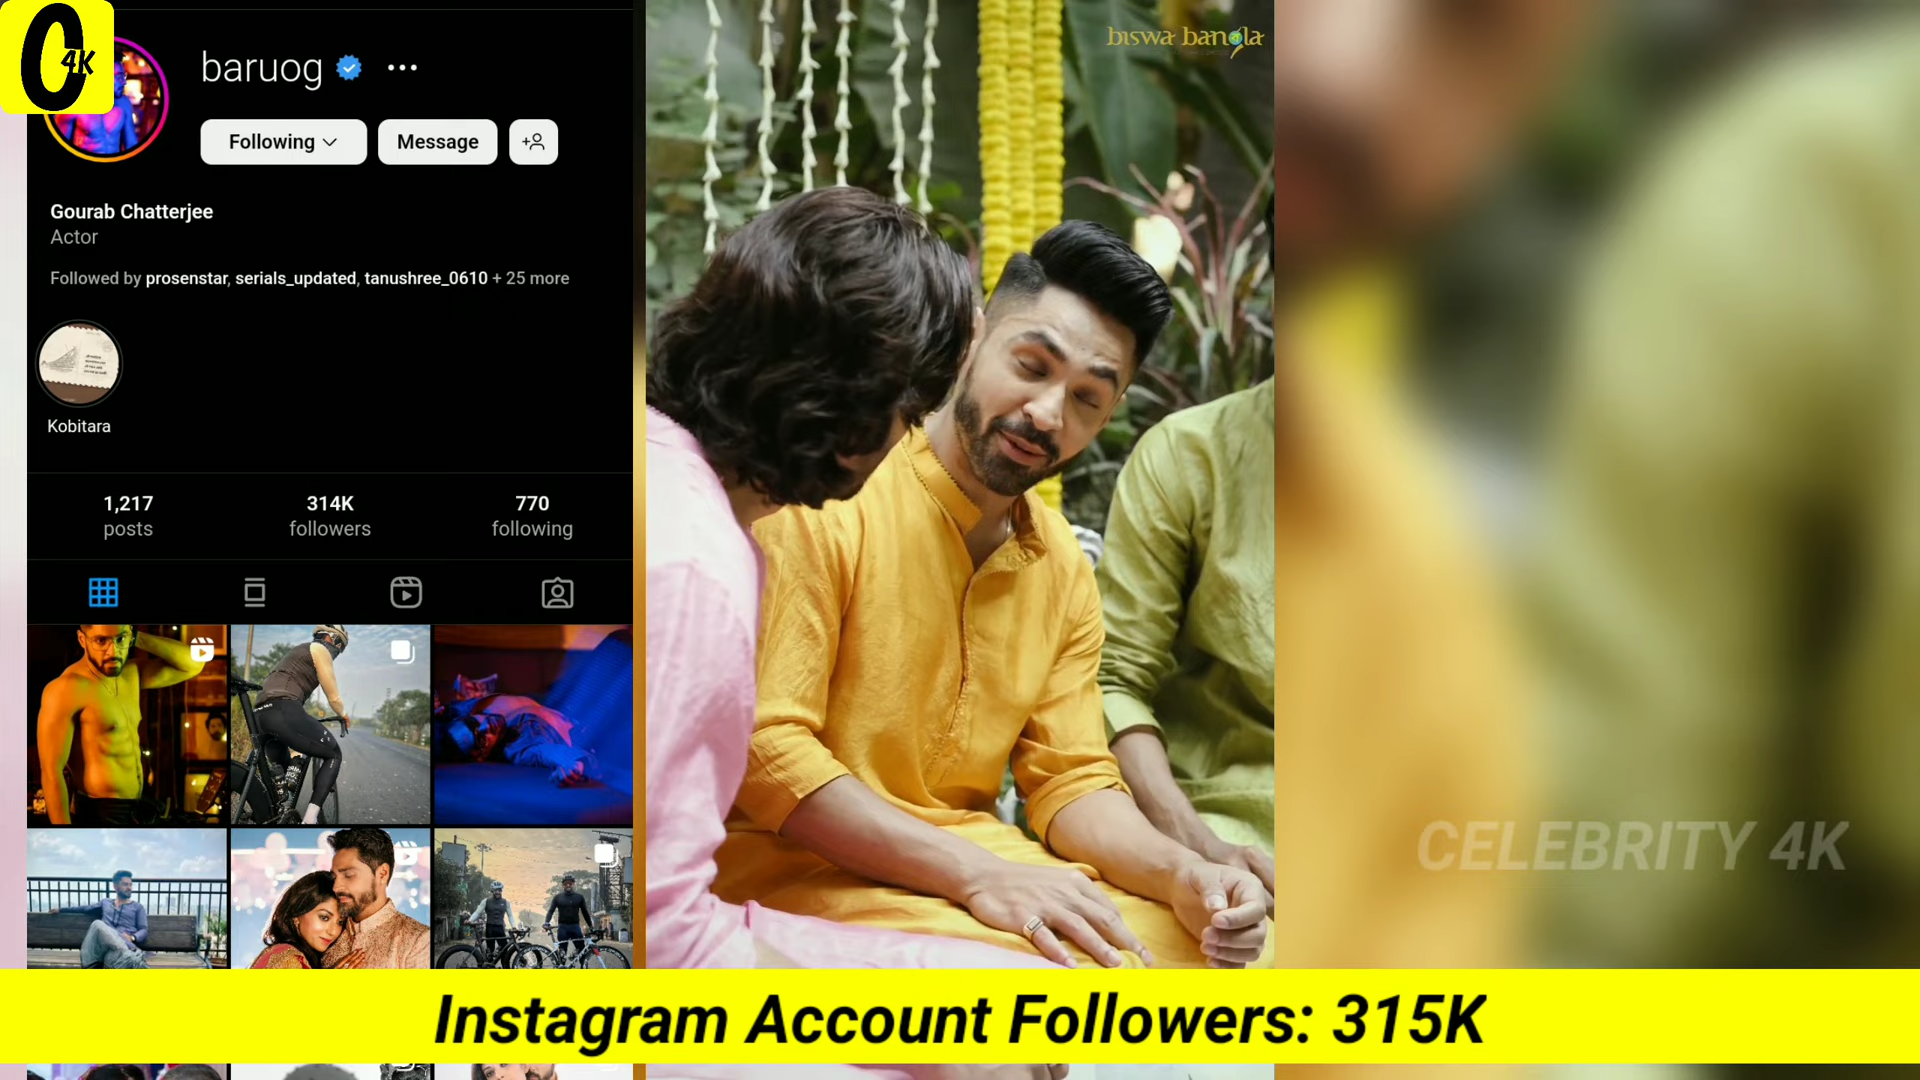 0
4K
baruog
Following
Message
Gourab Chatterjee
Actor
Followed by prosenstar, serials_updated, tanushree_0610 + 25 more
Kobitara
1,217
314K
770
posts
followers
following
biswa bangla
CELEBRITY 4K
Instagram Account Followers: 315K